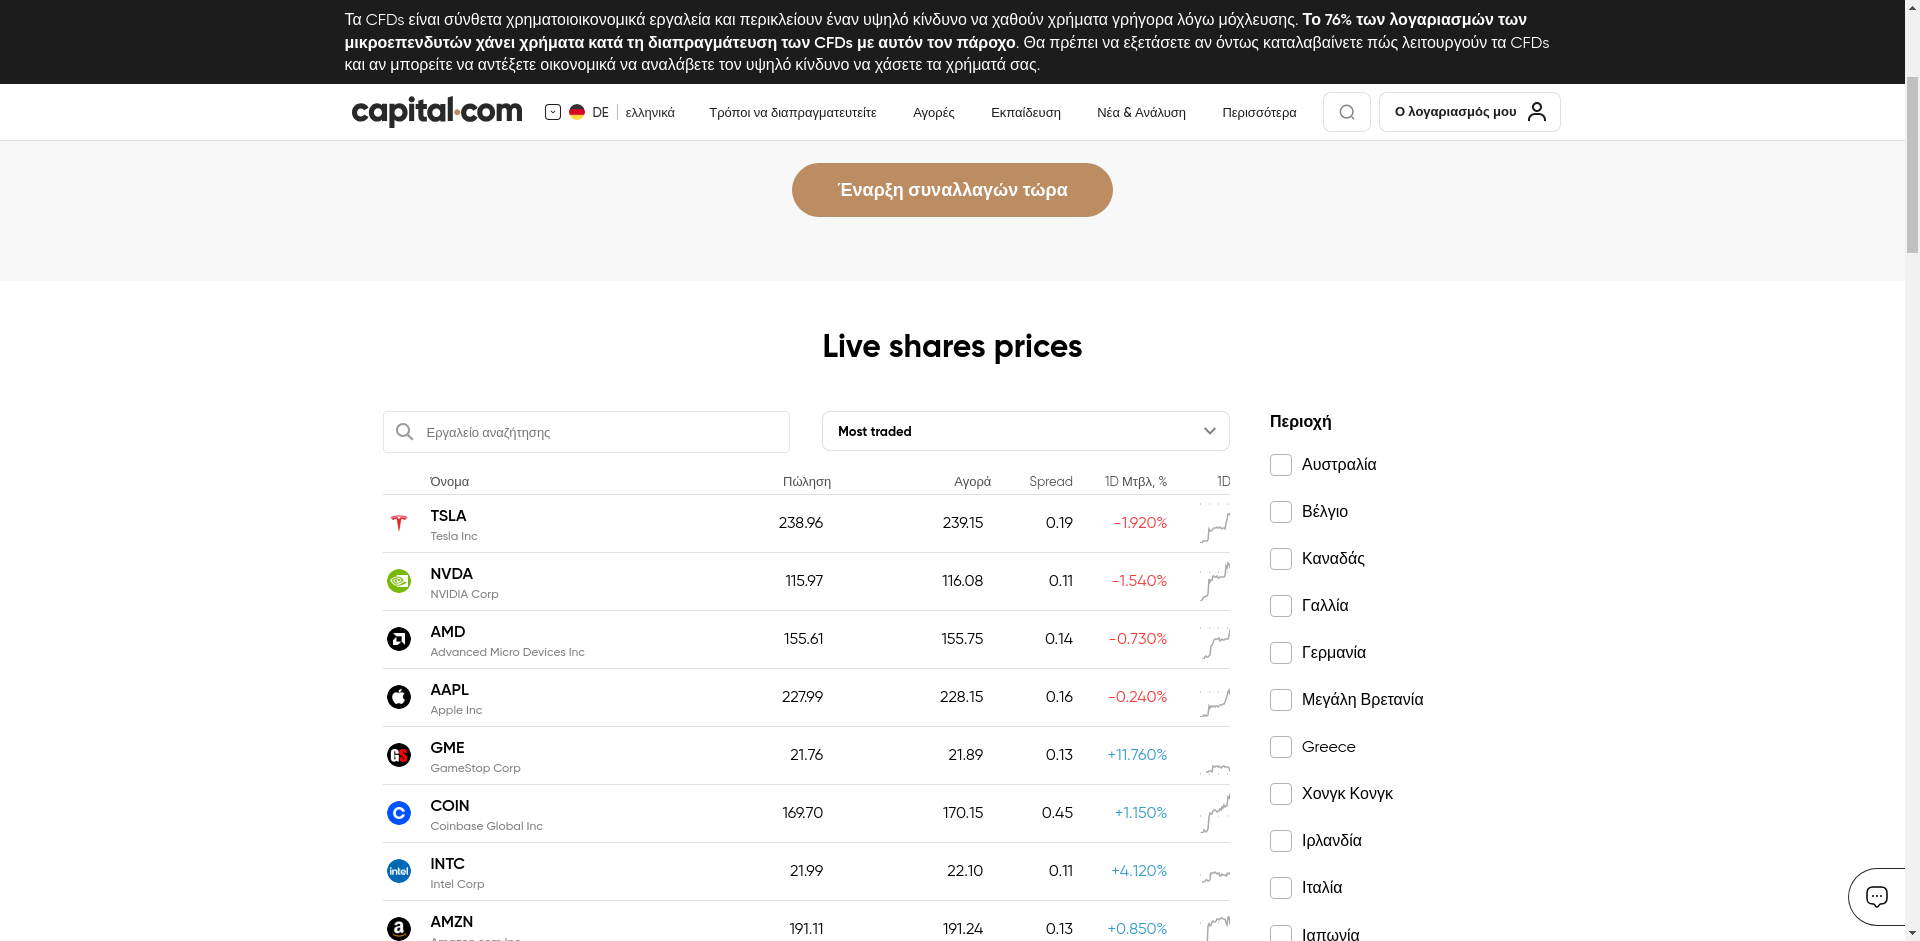 Τα CFDs είναι σύνθετα χρηματοιοικονομικά εργαλεία και περικλείουν έναν υψηλό κίνδυνο να χαθούν χρήματα γρήγορα λόγω μόχλευσης. Το 76% των λογαριασμών των
μικροεπενδυτών χάνει χρήματα κατά τη διαπραγμάτευση των CFDs με αυτόν τον πάροχο. Θα πρέπει να εξετάσετε αν όντως καταλαβαίνετε πώς λειτουργούν τα CFDs
και αν μπορείτε να αντέξετε οικονομικά να αναλάβετε τον υψηλό κίνδυνο να χάσετε τα χρήματά σας.
capital.com DE ελληνικά Τρόποι να διαπραγματευτείτε Αγορές Εκπαίδευση Νέα & Ανάλυση Περισσότερα Ο λογαριασμός μου
Έναρξη συναλλαγών τώρα
Live shares prices
Εργαλείο αναζήτησης Most traded
Όνομα Πώληση Αγορά Spread 1D Μτβλ, % 1D
TSLA 238.96 239.15 0.19 -1.920%
Tesla Inc
NVDA 115.97 116.08 0.11 -1.540%
NVIDIA Corp
AMD 155.61 155.75 0.14 -0.730%
Advanced Micro Devices Inc
AAPL 227.99 228.15 0.16 -0.240%
Apple Inc
GME 21.76 21.89 0.13 +11.760%
GameStop Corp
COIN 169.70 170.15 0.45 +1.150%
Coinbase Global Inc
intel INTC 21.99 22.10 0.11 +4.120%
Intel Corp
AMZN 191.11 191.24 0.13 +0.850%
Amazon.com Inc
Περιοχή
Αυστραλία
Βέλγιο
Καναδάς
Γαλλία
Γερμανία
Μεγάλη Βρετανία
Greece
Χονγκ Κονγκ
Ιρλανδία
Ιταλία
Ιαπωνία